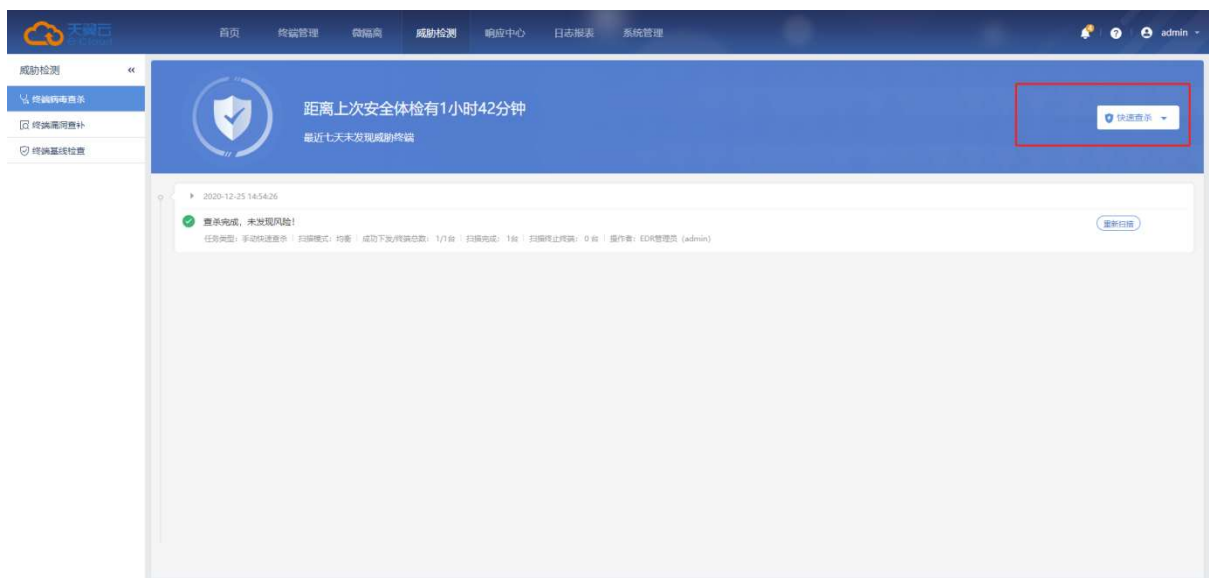 天翼云
首页 终端管理 微隔离 威胁检测 响应中心 日志报表 系统管理 admin
威胁检测 «
终端病毒查杀
终端漏洞查补
终端基线检查
距离上次安全体检有1小时42分钟
最近七天未发现威胁终端
快速查杀
2020-12-25 14:54:26
查杀完成，未发现风险！
任务类型：手动快速查杀 | 扫描模式：均衡 | 成功下发/终端总数： 1/1台 | 扫描完成： 1台 | 扫描终止终端： 0 台 | 操作者：EDR管理员 (admin)
重新扫描